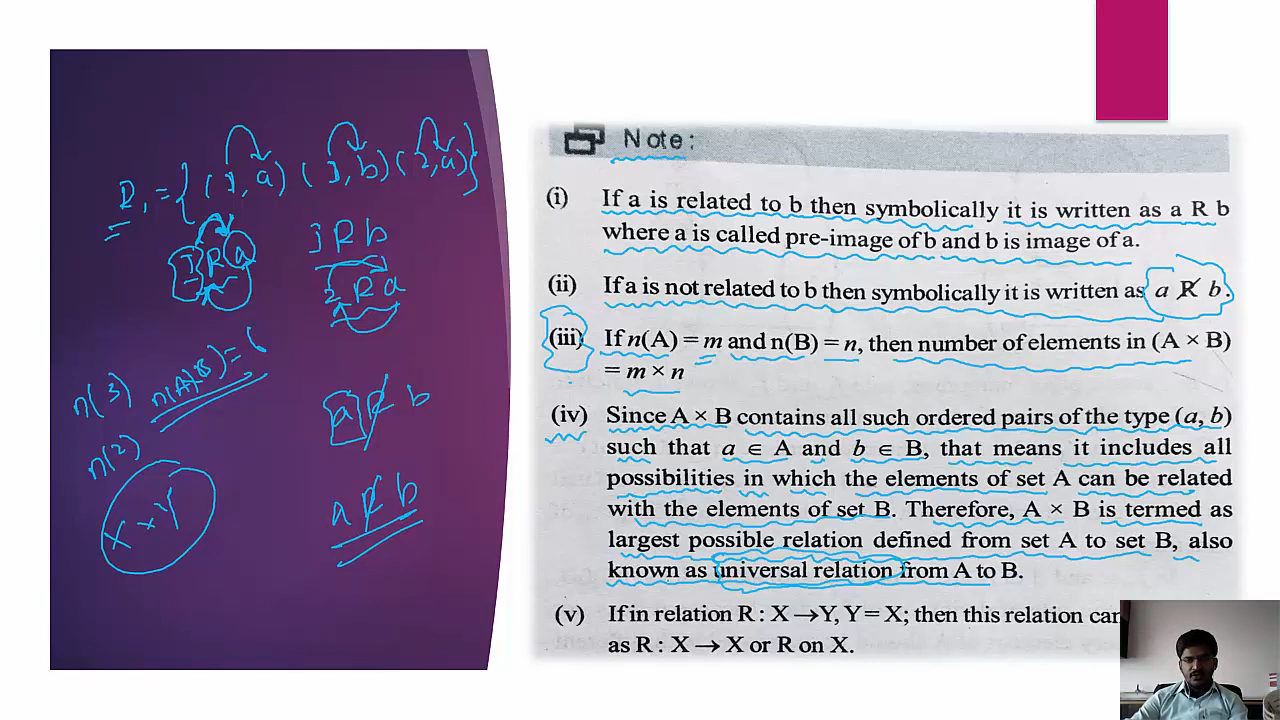 R₁ = { (1, a) (1, b) (2, a) }
1 R a
1 R b
2 R a
n(3) n(A×B) = 6
n(2)
a R̸ b
X × Y
a R̸ b
Note:
(i) If a is related to b then symbolically it is written as a R b
where a is called pre-image of b and b is image of a.
(ii) If a is not related to b then symbolically it is written as a R̸ b.
(iii) If n(A) = m and n(B) = n, then number of elements in (A × B)
= m × n
(iv) Since A × B contains all such ordered pairs of the type (a, b)
such that a ∈ A and b ∈ B, that means it includes all
possibilities in which the elements of set A can be related
with the elements of set B. Therefore, A × B is termed as
largest possible relation defined from set A to set B, also
known as universal relation from A to B.
(v) If in relation R : X → Y, Y = X; then this relation can
as R : X → X or R on X.